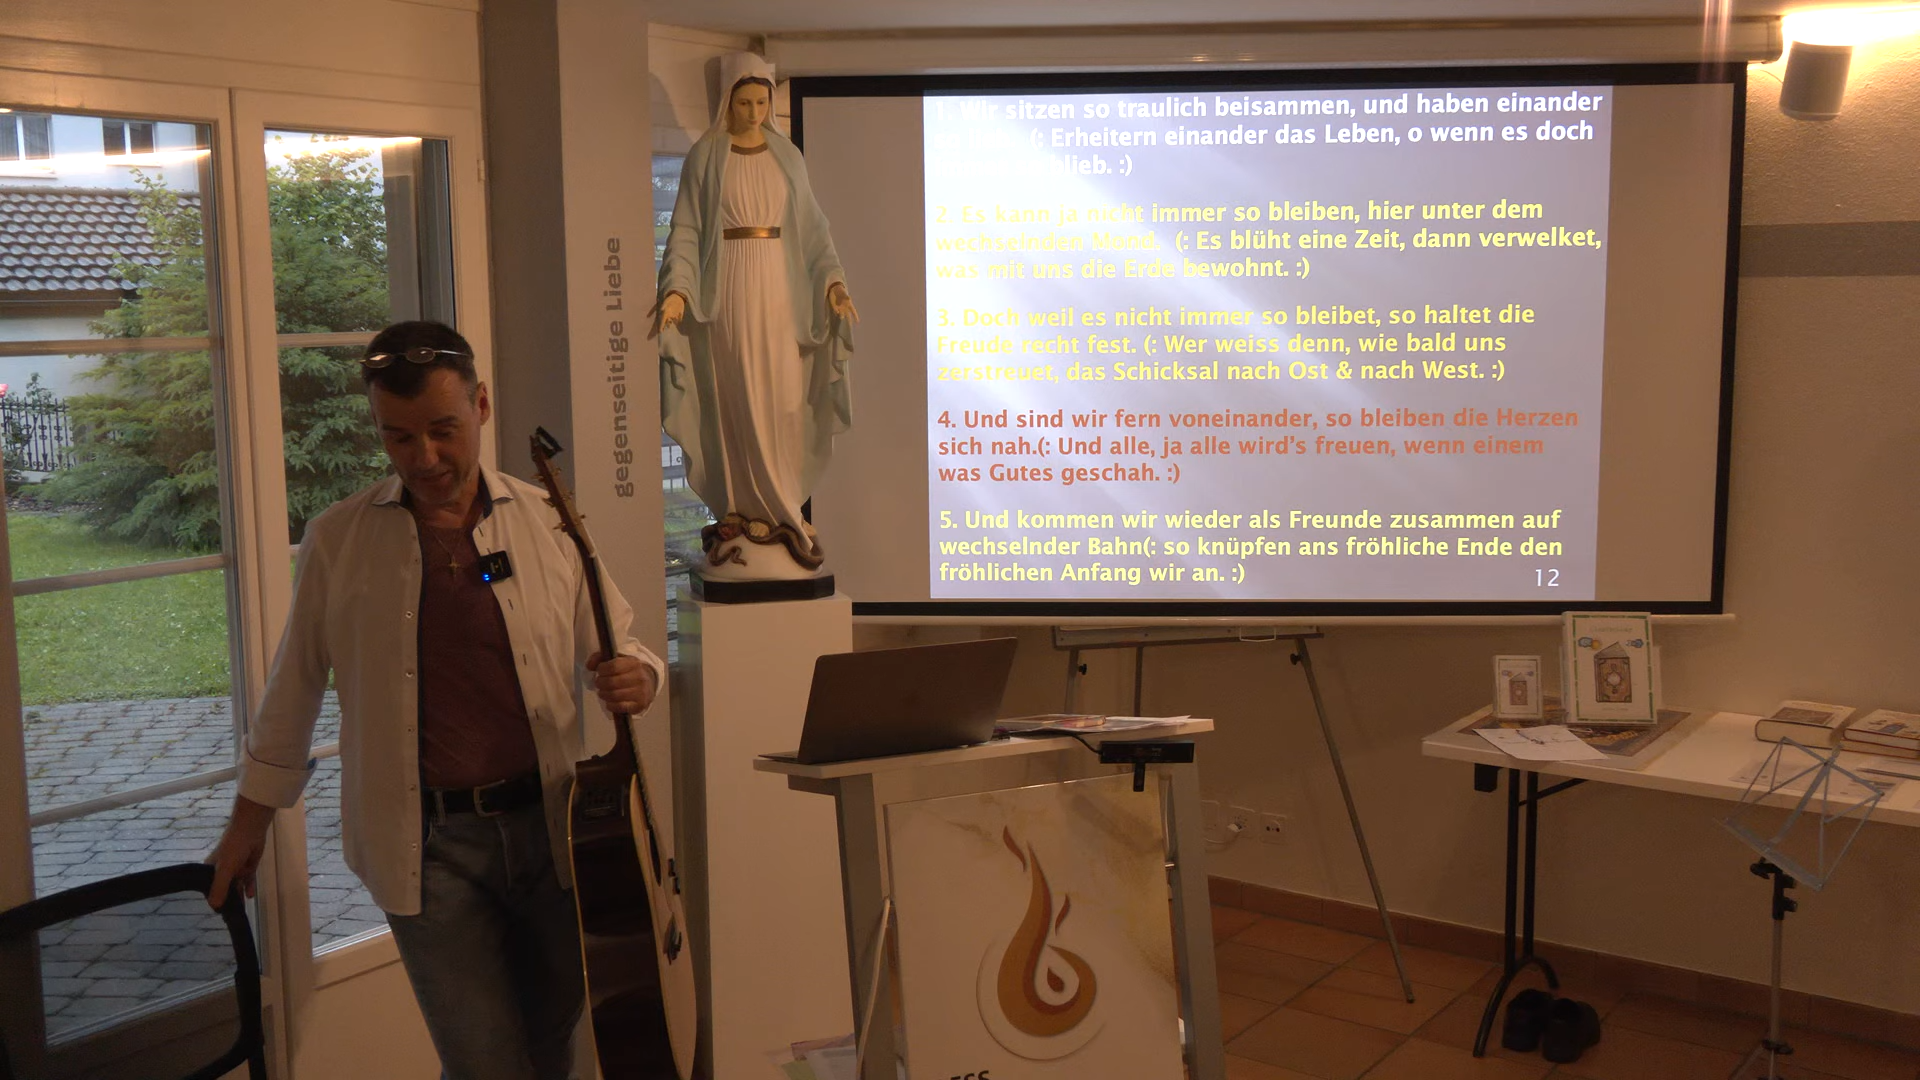 1. Wir sitzen so traulich beisammen, und haben einander
(: Erheitern einander das Leben, o wenn es doch
blieb. :)
2. Es kann ja nicht immer so bleiben, hier unter dem
wechselnden Mond. (: Es blüht eine Zeit, dann verwelket,
was mit uns die Erde bewohnt. :)
3. Doch weil es nicht immer so bleibet, so haltet die
Freude recht fest. (: Wer weiss denn, wie bald uns
zerstreuet, das Schicksal nach Ost & nach West. :)
4. Und sind wir fern voneinander, so bleiben die Herzen
sich nah.(: Und alle, ja alle wird's freuen, wenn einem
was Gutes geschah. :)
5. Und kommen wir wieder als Freunde zusammen auf
wechselnder Bahn(: so knüpfen ans fröhliche Ende den
fröhlichen Anfang wir an. :)
12
gegenseitige Liebe